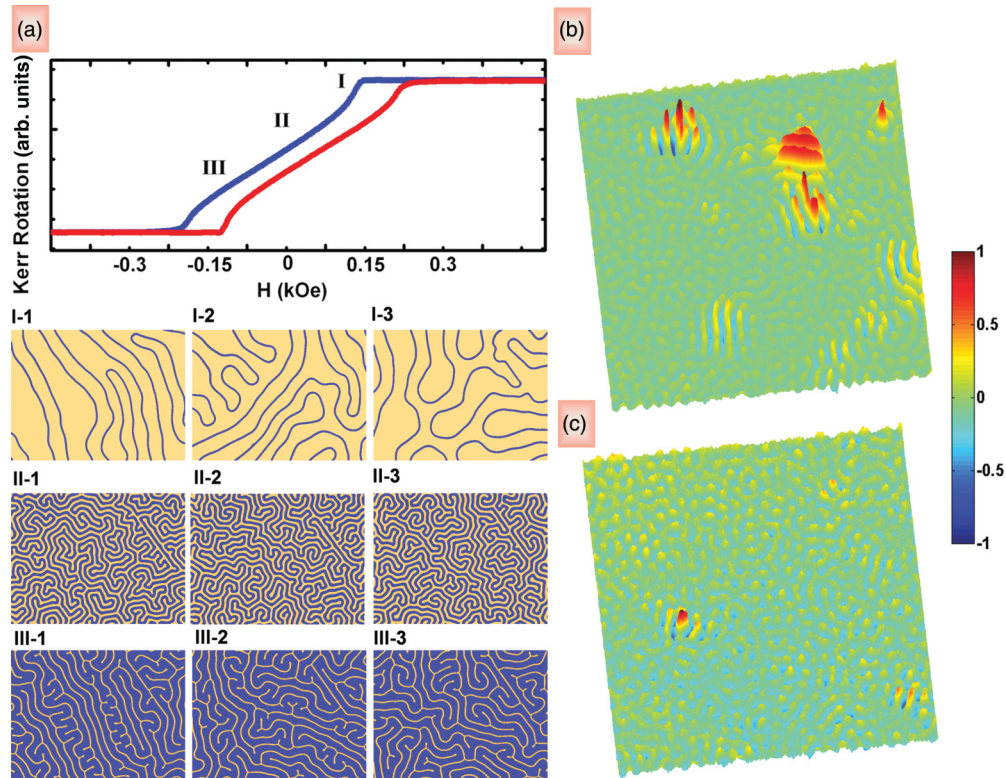 (a)
Kerr Rotation (arb. units)
I
II
III
-0.3 -0.15 0 0.15 0.3
H (kOe)
I-1 I-2 I-3
II-1 II-2 II-3
III-1 III-2 III-3
(b)
(c)
1
0.5
0
-0.5
-1